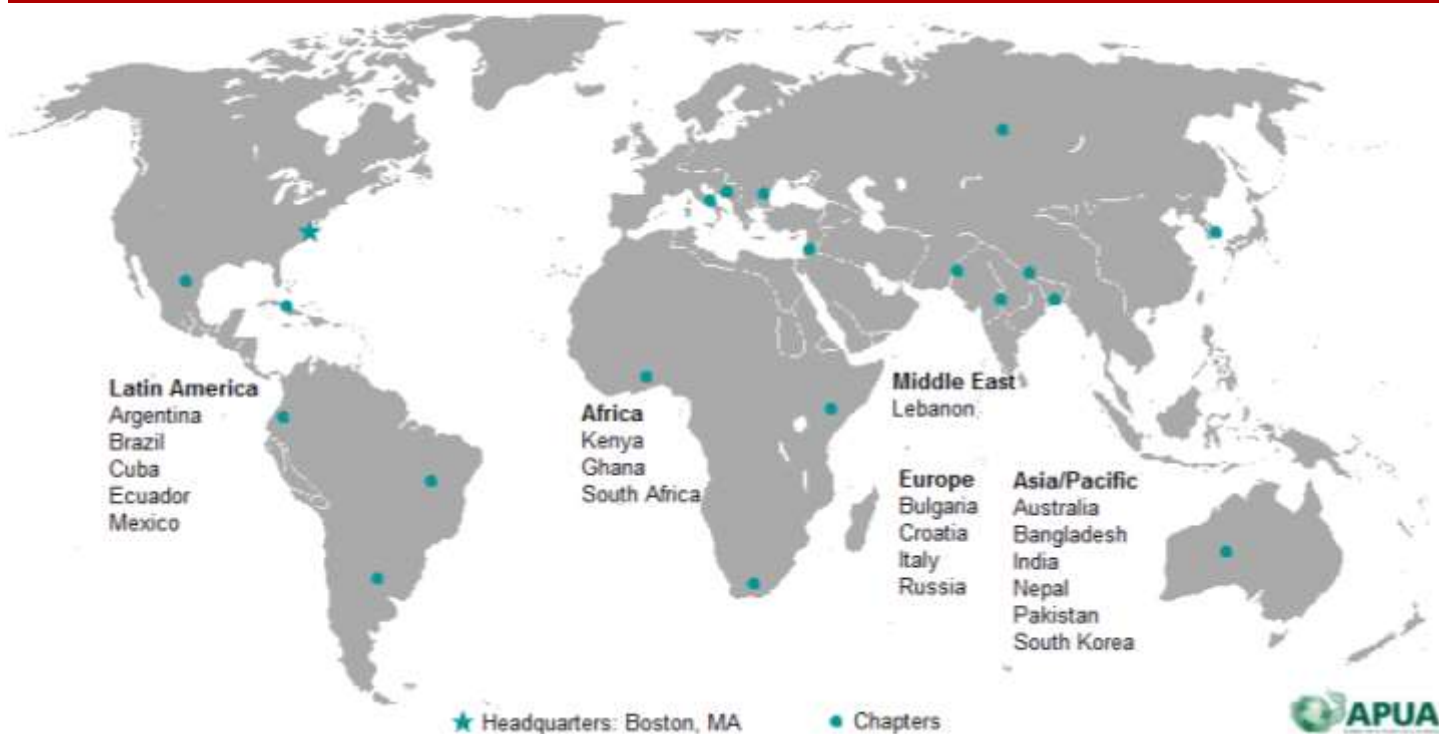 Latin America
Argentina
Brazil
Cuba
Ecuador
Mexico
Africa
Kenya
Ghana
South Africa
Middle East
Lebanon
Europe
Bulgaria
Croatia
Italy
Russia
Asia/Pacific
Australia
Bangladesh
India
Nepal
Pakistan
South Korea
Headquarters: Boston, MA
Chapters
APUA